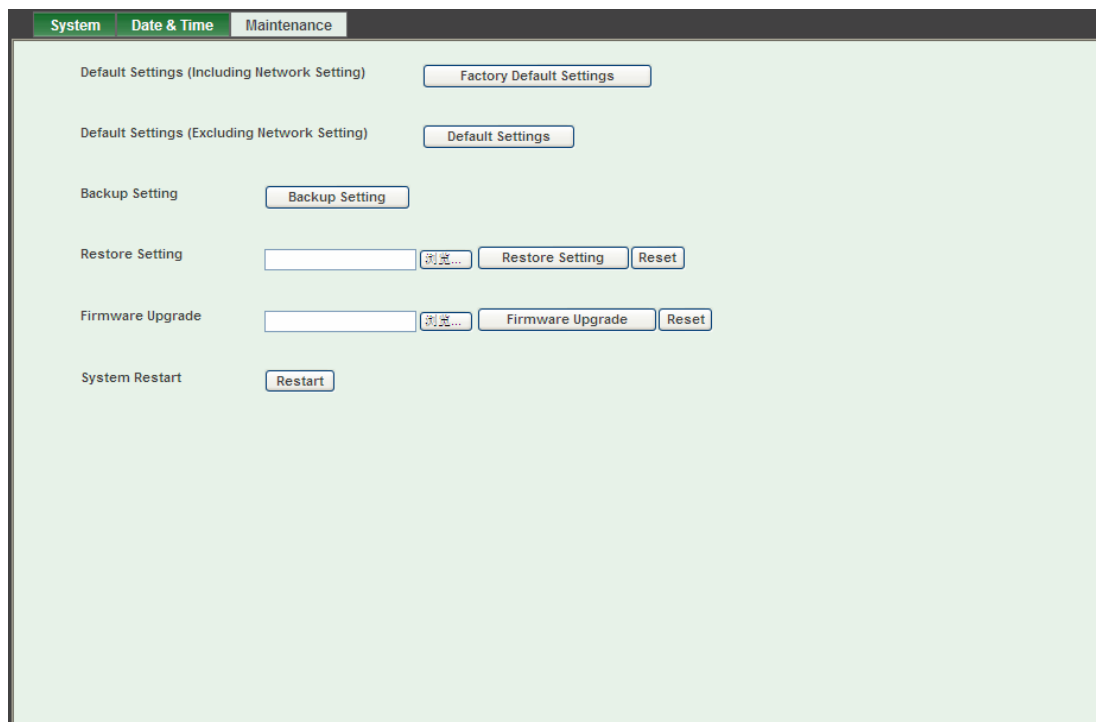 System Date & Time Maintenance
Default Settings (Including Network Setting) Factory Default Settings
Default Settings (Excluding Network Setting) Default Settings
Backup Setting Backup Setting
Restore Setting 浏览... Restore Setting Reset
Firmware Upgrade 浏览... Firmware Upgrade Reset
System Restart Restart